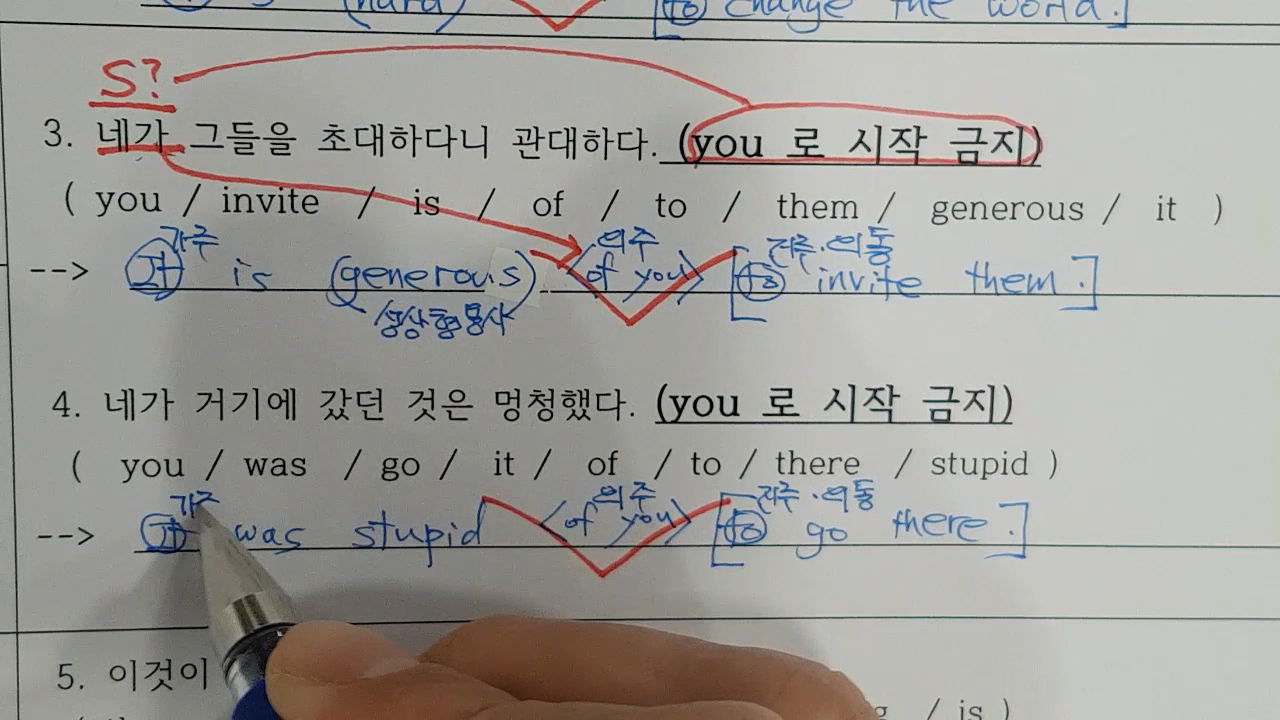 (hard) [to change the world.]
S?
3. 네가 그들을 초대하다니 관대하다. (you 로 시작 금지)
( you / invite / is / of / to / them / generous / it )
가주 의주 진주·의동
--> It is (generous) <of you> [to invite them.]
성상형용사
4. 네가 거기에 갔던 것은 멍청했다. (you 로 시작 금지)
( you / was / go / it / of / to / there / stupid )
가주 의주 진주·의동
--> It was stupid <of you> [to go there.]
5. 이것이
/ is )